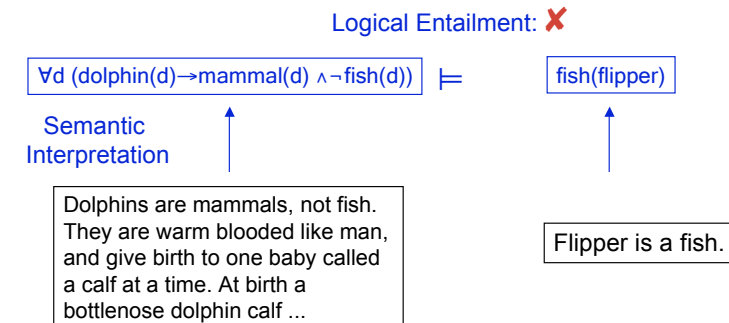 Logical Entailment: ✘
∀d (dolphin(d)→mammal(d) ∧¬fish(d)) ⊨ fish(flipper)
Semantic
Interpretation
Dolphins are mammals, not fish.
They are warm blooded like man,
and give birth to one baby called
a calf at a time. At birth a
bottlenose dolphin calf ...
Flipper is a fish.